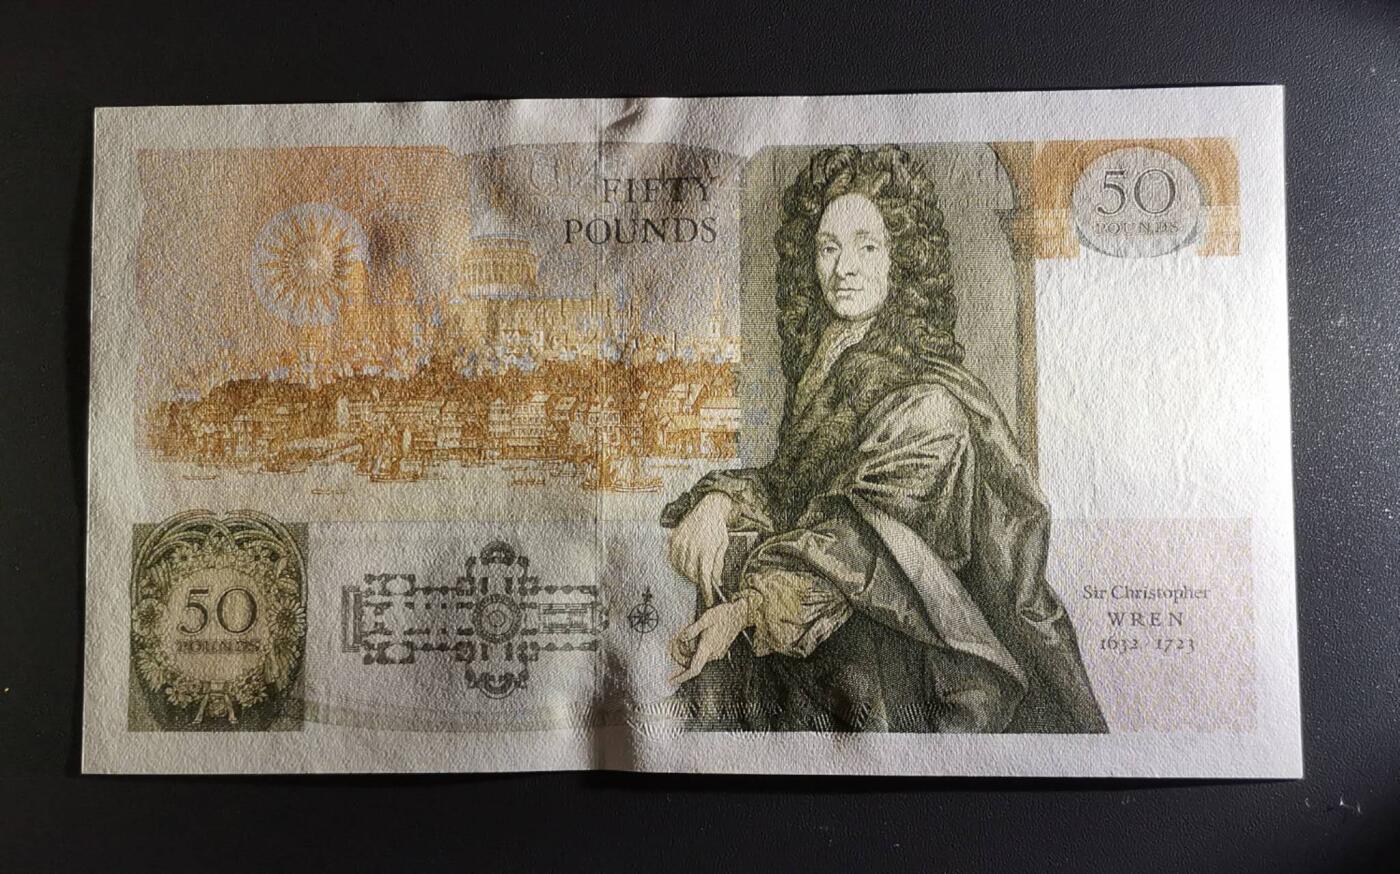 FIFTY
POUNDS
50
POUNDS
50
POUNDS
Sir Christopher
WREN
1632 1723